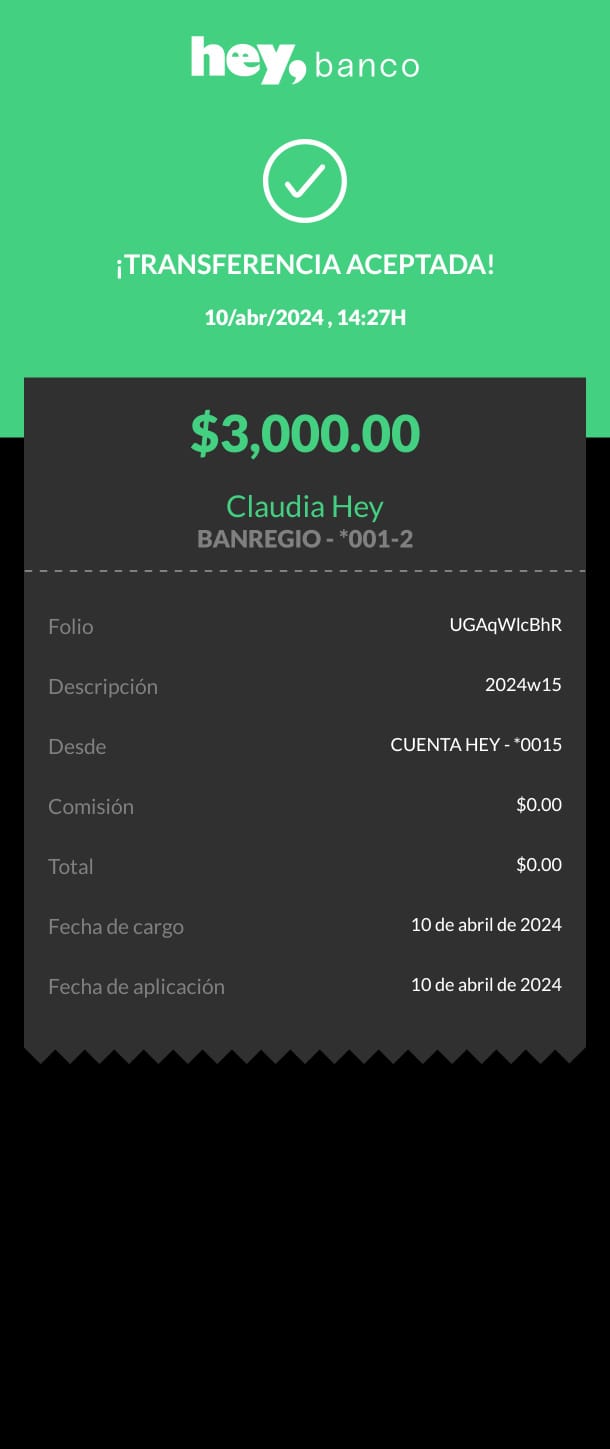 hey, banco
¡TRANSFERENCIA ACEPTADA!
10/abr/2024 , 14:27H
$3,000.00
Claudia Hey
BANREGIO - *001-2
Folio UGAqWlcBhR
Descripción 2024w15
Desde CUENTA HEY - *0015
Comisión $0.00
Total $0.00
Fecha de cargo 10 de abril de 2024
Fecha de aplicación 10 de abril de 2024